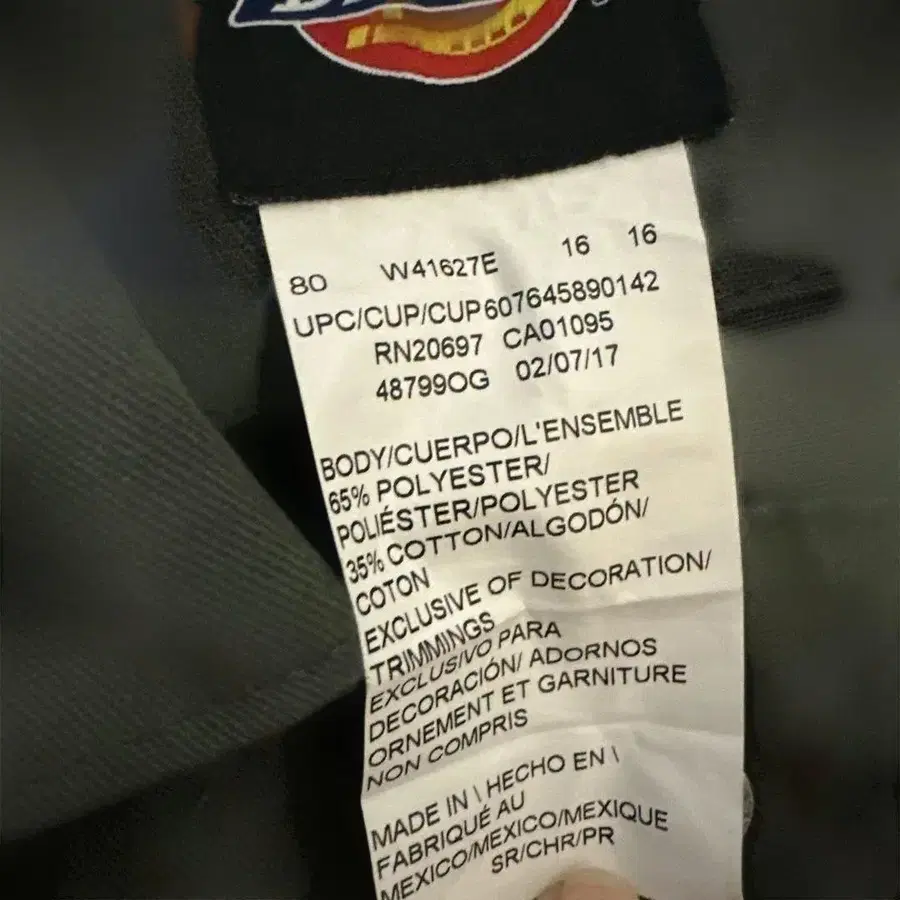 80 W41627E 16 16
UPC/CUP/CUP607645890142
RN20697 CA01095
48799OG 02/07/17
BODY/CUERPO/L'ENSEMBLE
65% POLYESTER/
POLIÉSTER/POLYESTER
35% COTTON/ALGODÓN/
COTON
EXCLUSIVE OF DECORATION/
TRIMMINGS
EXCLUSIVO PARA
DECORACIÓN/ ADORNOS
ORNEMENT ET GARNITURE
NON COMPRIS
MADE IN \ HECHO EN \
FABRIQUÉ AU
MEXICO/MEXICO/MEXIQUE
SR/CHR/PR